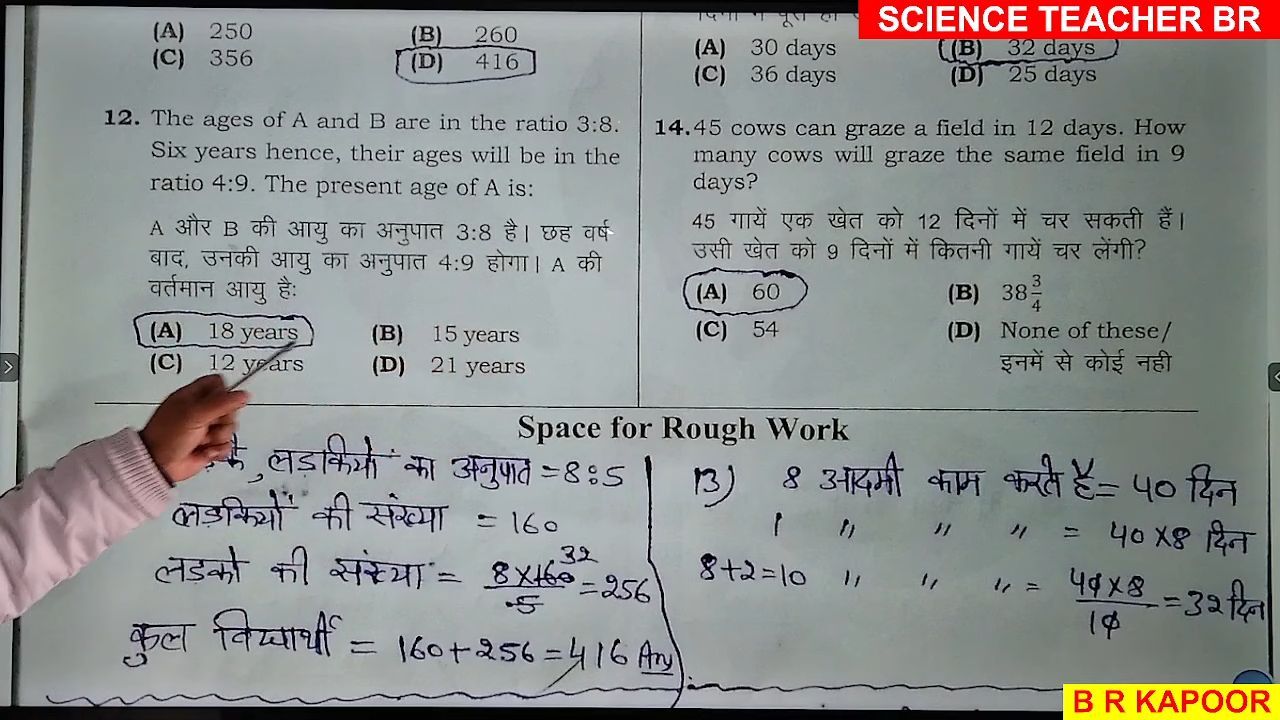 SCIENCE TEACHER BR
(A) 250
(B) 260
(C) 356
(D) 416
12. The ages of A and B are in the ratio 3:8.
Six years hence, their ages will be in the
ratio 4:9. The present age of A is:
A और B की आयु का अनुपात 3:8 है। छह वर्ष
बाद, उनकी आयु का अनुपात 4:9 होगा। A की
वर्तमान आयु है:
(A) 18 years
(B) 15 years
(C) 12 years
(D) 21 years
(A) 30 days
(B) 32 days
(C) 36 days
(D) 25 days
14. 45 cows can graze a field in 12 days. How
many cows will graze the same field in 9
days?
45 गायें एक खेत को 12 दिनों में चर सकती हैं।
उसी खेत को 9 दिनों में कितनी गायें चर लेंगी?
(A) 60
(B) 38 3/4
(C) 54
(D) None of these/
इनमें से कोई नही
Space for Rough Work
लड़कियों का अनुपात = 8:5
लड़कियों की संख्या = 160
लड़को की संख्या = 8×160/5 32 = 256
कुल विद्यार्थी = 160+256=416 Ans
13) 8 आदमी काम करते है = 40 दिन
1 " " " = 40×8 दिन
8+2=10 " " " = 40×8/10 = 32 दिन
B R KAPOOR